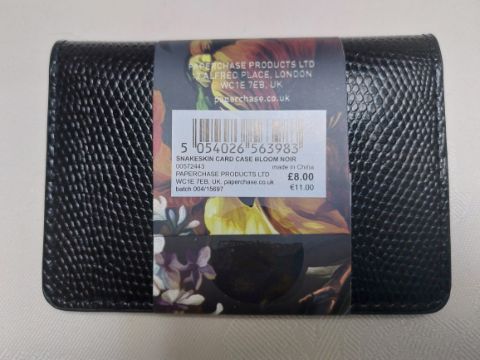 PAPERCHASE PRODUCTS LTD
12 ALFRED PLACE, LONDON
WC1E 7EB, UK
paperchase.co.uk
5 054026 563983
SNAKESKIN CARD CASE BLOOM NOIR
00572443 made in China
PAPERCHASE PRODUCTS LTD £8.00
WC1E 7EB, UK. paperchase.co.uk
batch 004/15697 €11.00